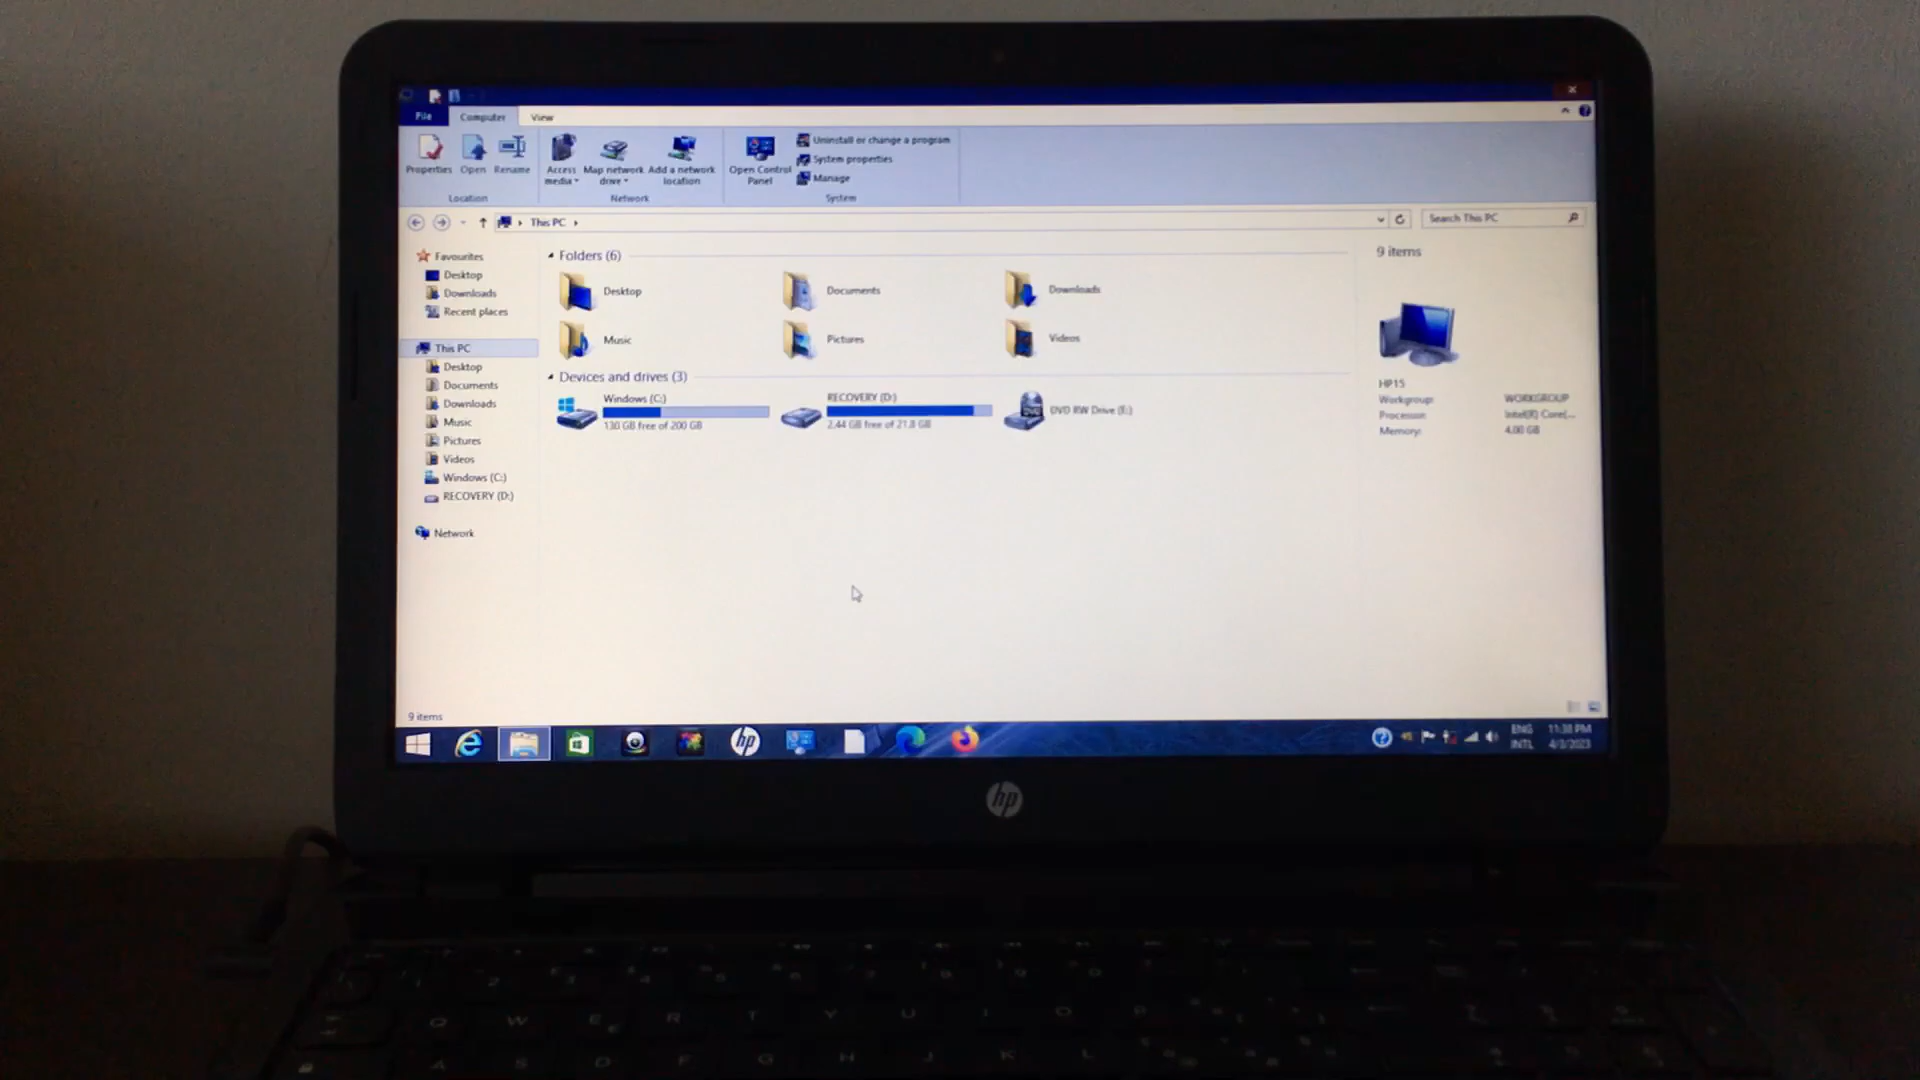 File Computer View
Properties Open Rename Access media Map network drive Add a network location Open Control Panel Uninstall or change a program
System properties
Manage
Location Network System
This PC Search This PC
Favourites
Desktop
Downloads
Recent places
This PC
Desktop
Documents
Downloads
Music
Pictures
Videos
Windows (C:)
RECOVERY (D:)
Network
Folders (6)
Desktop Documents Downloads
Music Pictures Videos
Devices and drives (3)
Windows (C:) RECOVERY (D:) DVD RW Drive (E:)
130 GB free of 200 GB 2.44 GB free of 21.8 GB
9 items
HP15
Workgroup: WORKGROUP
Processor: Intel(R) Core(...
Memory: 4.00 GB
9 items
hp
ENG 11:38 PM
INTL 4/3/2023
hp
Q W E R T Y U I O P
A S D F G H J K L